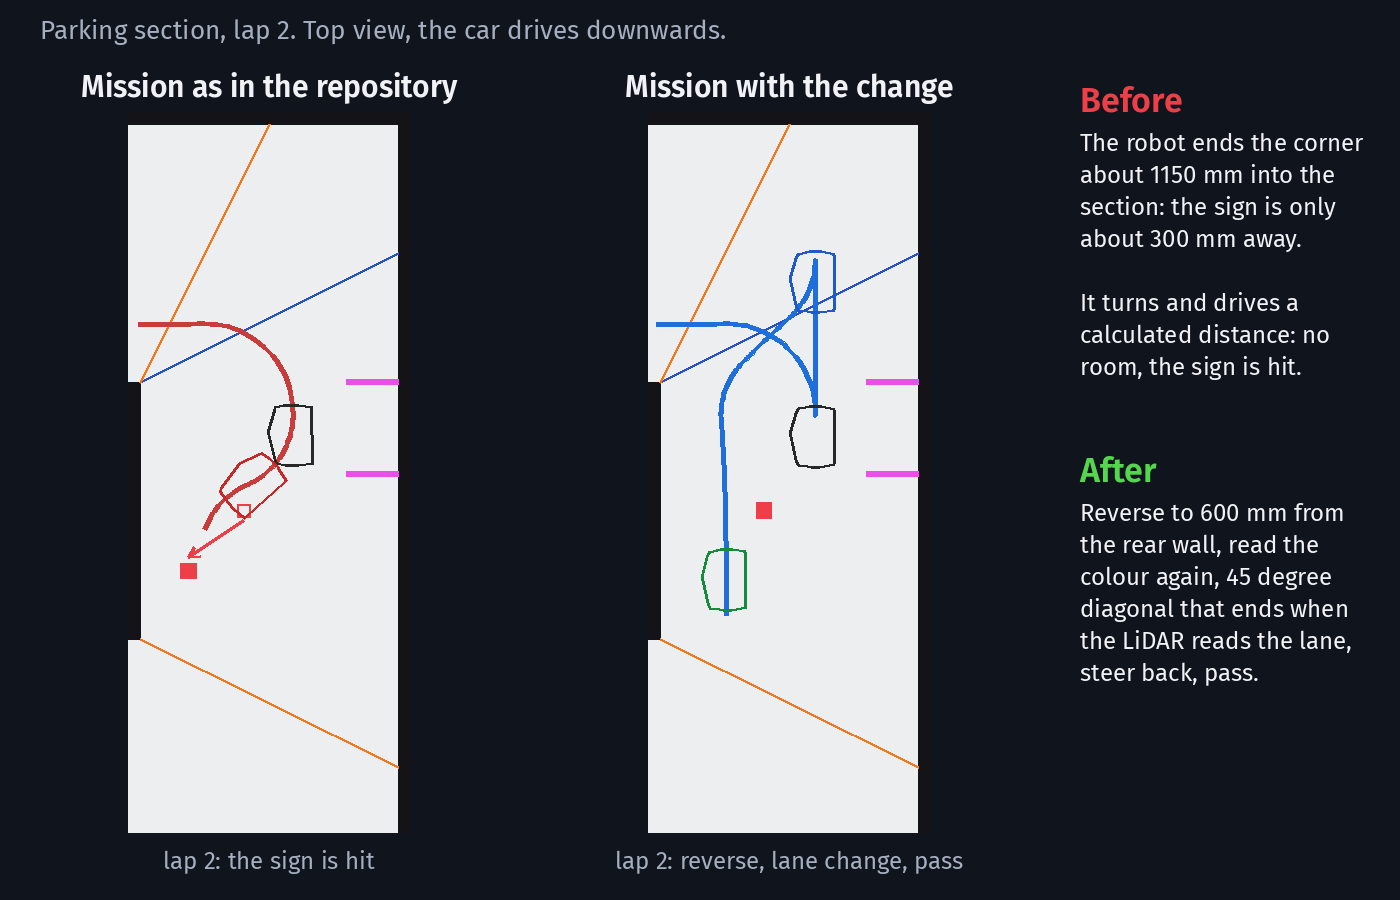 Parking section, lap 2. Top view, the car drives downwards.
Mission as in the repository
Mission with the change
Before
The robot ends the corner
about 1150 mm into the
section: the sign is only
about 300 mm away.
It turns and drives a
calculated distance: no
room, the sign is hit.
After
Reverse to 600 mm from
the rear wall, read the
colour again, 45 degree
diagonal that ends when
the LiDAR reads the lane,
steer back, pass.
lap 2: the sign is hit
lap 2: reverse, lane change, pass